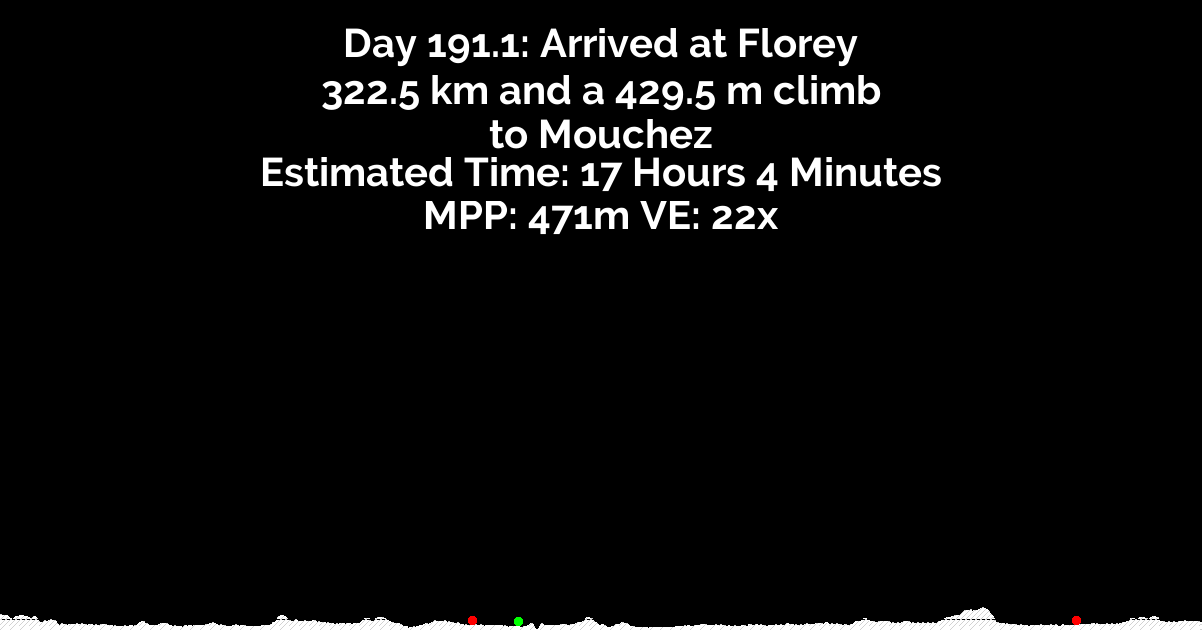 Day 191.1: Arrived at Florey
322.5 km and a 429.5 m climb
to Mouchez
Estimated Time: 17 Hours 4 Minutes
MPP: 471m VE: 22x